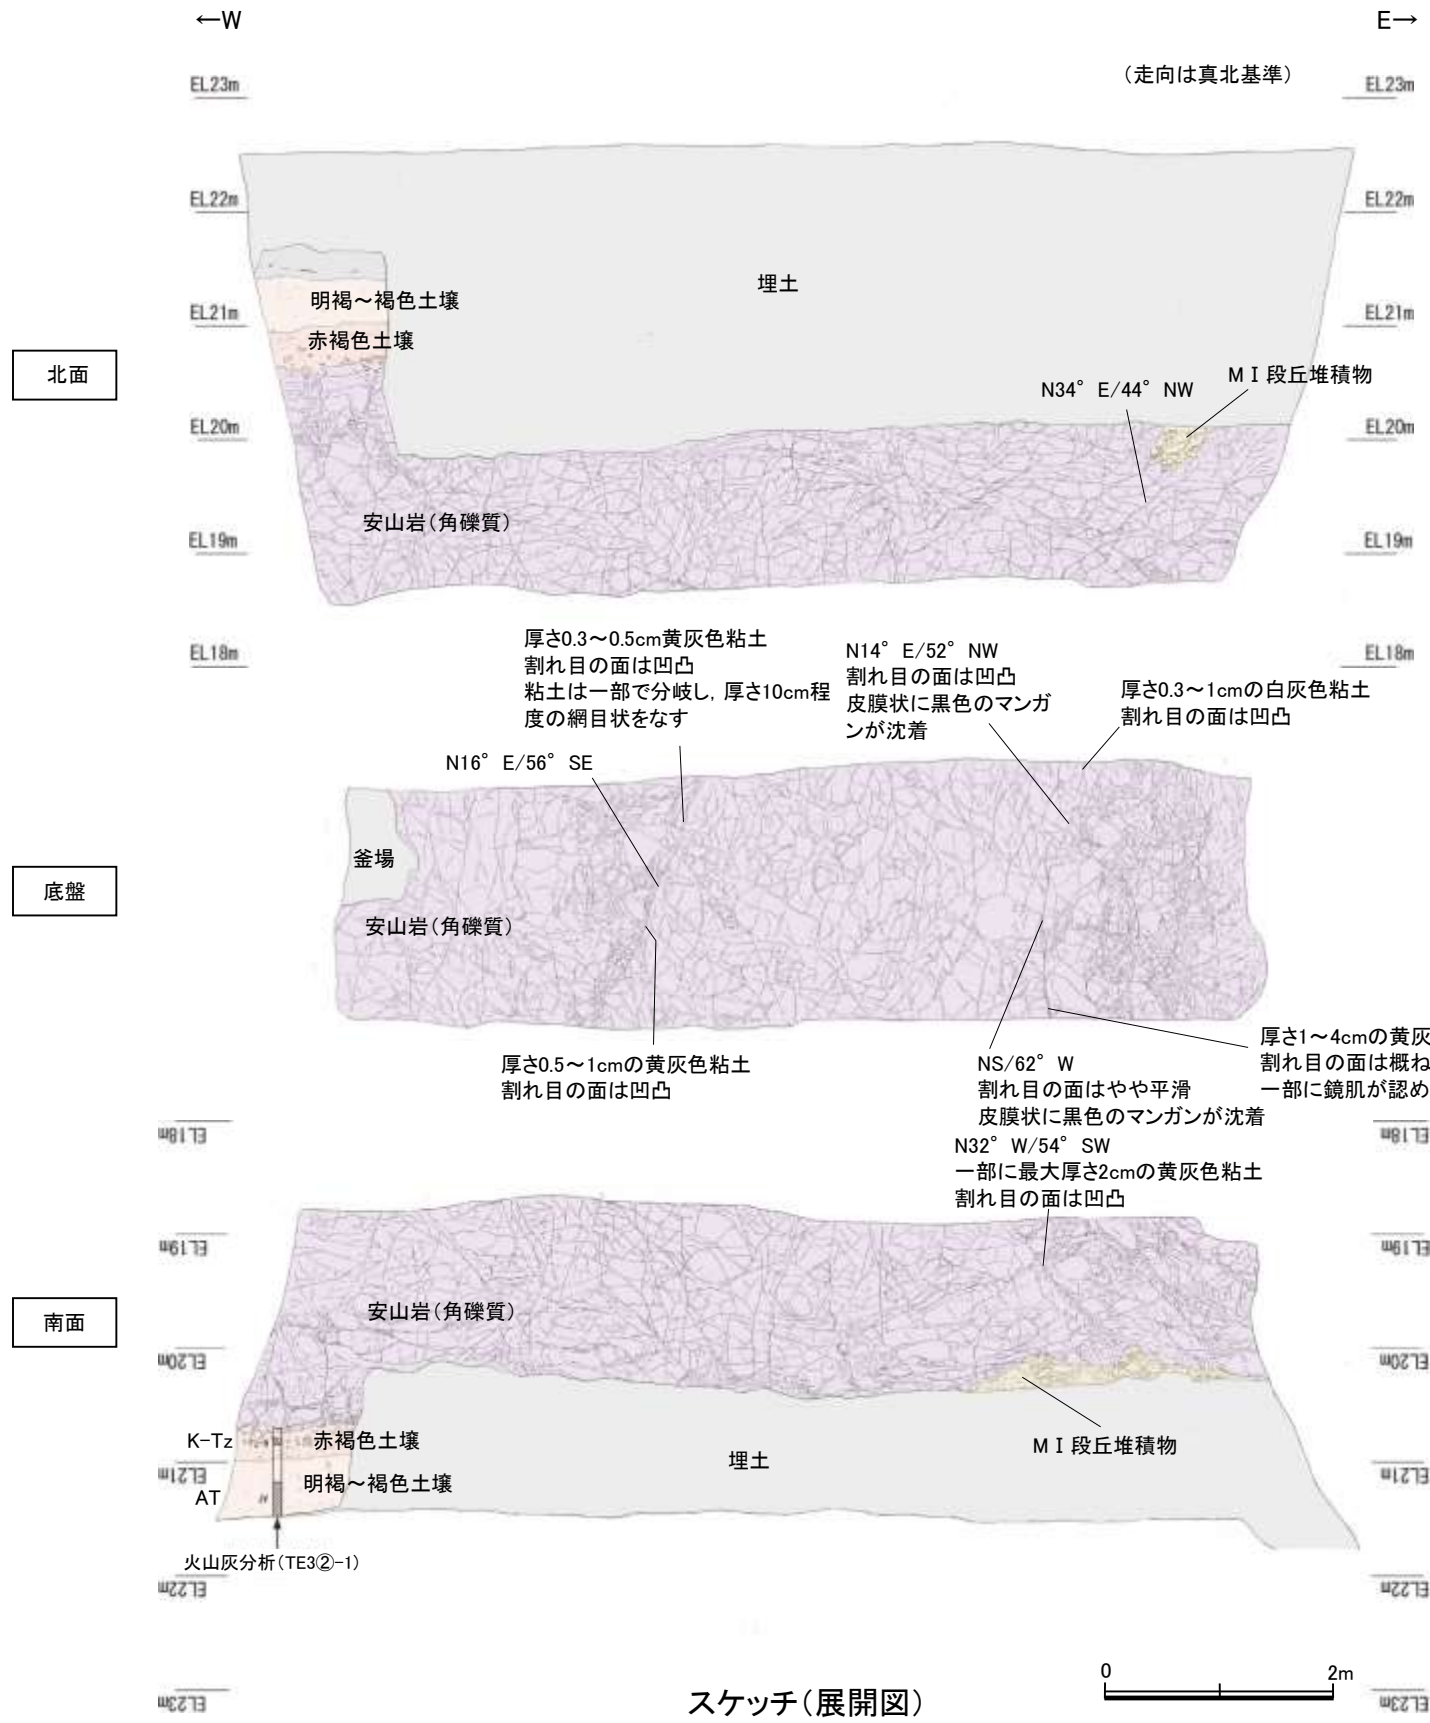 ←W
E→
(走向は真北基準)
EL23m
EL23m
EL22m
EL22m
埋土
明褐～褐色土壌
EL21m
EL21m
赤褐色土壌
北面
MⅠ段丘堆積物
N34°E/44°NW
EL20m
EL20m
安山岩(角礫質)
EL19m
EL19m
EL18m
EL18m
厚さ0.3～0.5cm黄灰色粘土
割れ目の面は凹凸
粘土は一部で分岐し，厚さ10cm程
度の網目状をなす
N14°E/52°NW
割れ目の面は凹凸
皮膜状に黒色のマンガ
ンが沈着
厚さ0.3～1cmの白灰色粘土
割れ目の面は凹凸
N16°E/56°SE
釜場
底盤
安山岩(角礫質)
厚さ0.5～1cmの黄灰色粘土
割れ目の面は凹凸
NS/62°W
割れ目の面はやや平滑
皮膜状に黒色のマンガンが沈着
厚さ1～4cmの黄灰
割れ目の面は概ね
一部に鏡肌が認め
EL18m
EL18m
N32°W/54°SW
一部に最大厚さ2cmの黄灰色粘土
割れ目の面は凹凸
EL19m
EL19m
安山岩(角礫質)
南面
EL20m
EL20m
K-Tz
赤褐色土壌
MⅠ段丘堆積物
埋土
EL21m
EL21m
明褐～褐色土壌
AT
火山灰分析(TE3②-1)
EL22m
EL22m
0
2m
スケッチ(展開図)
EL23m
EL23m